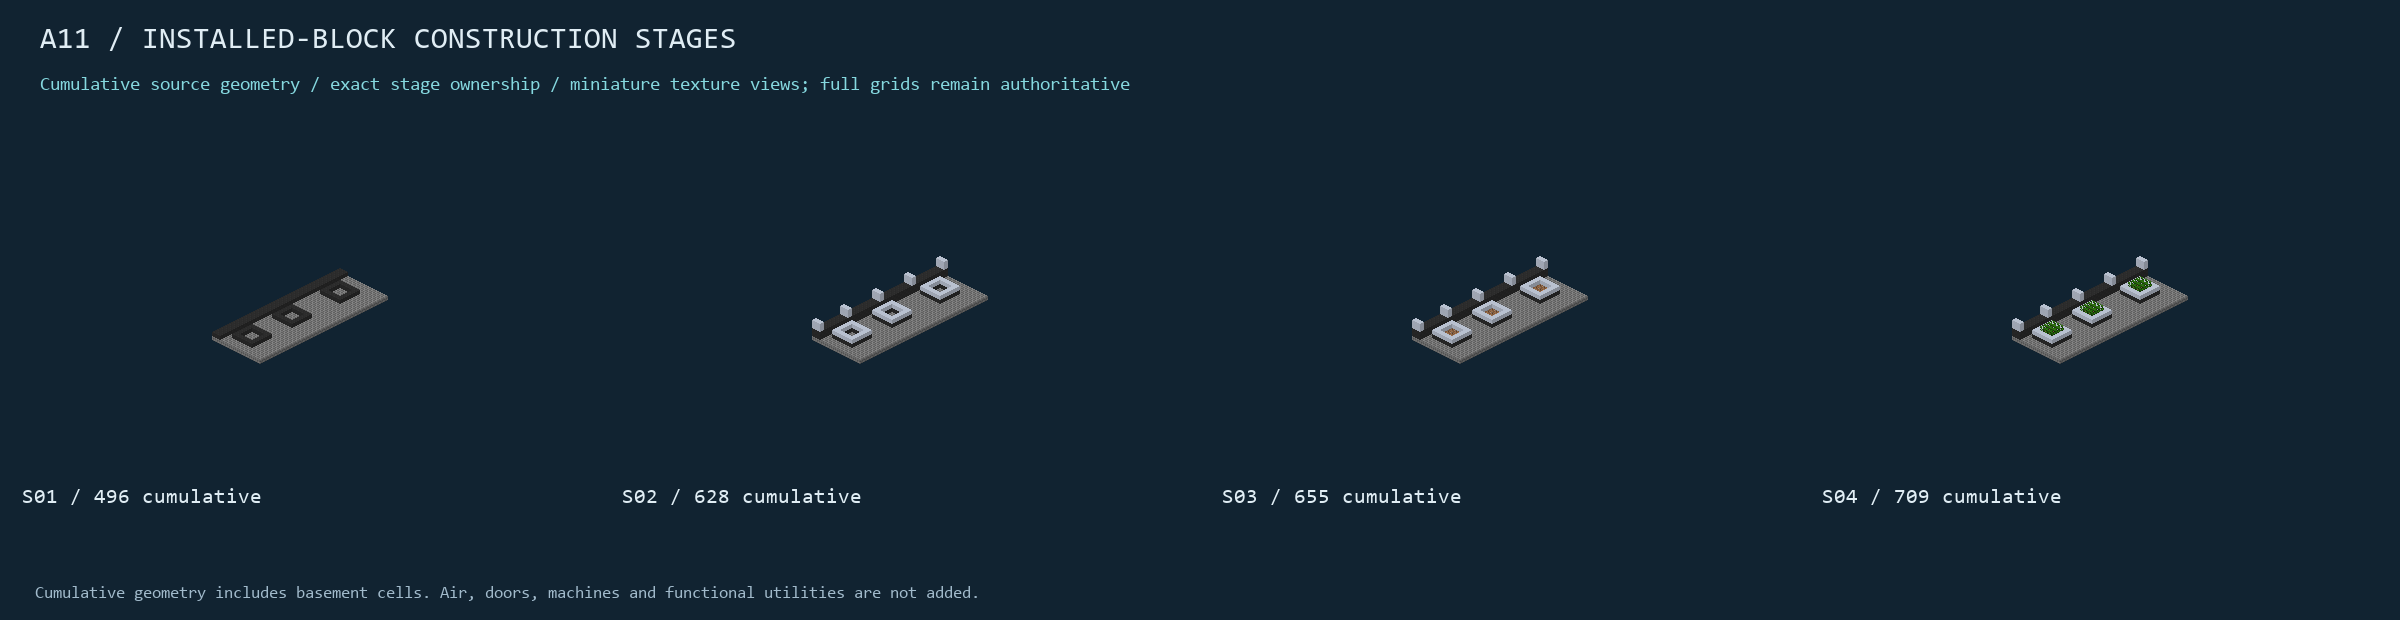 A11 / INSTALLED-BLOCK CONSTRUCTION STAGES
Cumulative source geometry / exact stage ownership / miniature texture views; full grids remain authoritative
S01 / 496 cumulative
S02 / 628 cumulative
S03 / 655 cumulative
S04 / 709 cumulative
Cumulative geometry includes basement cells. Air, doors, machines and functional utilities are not added.